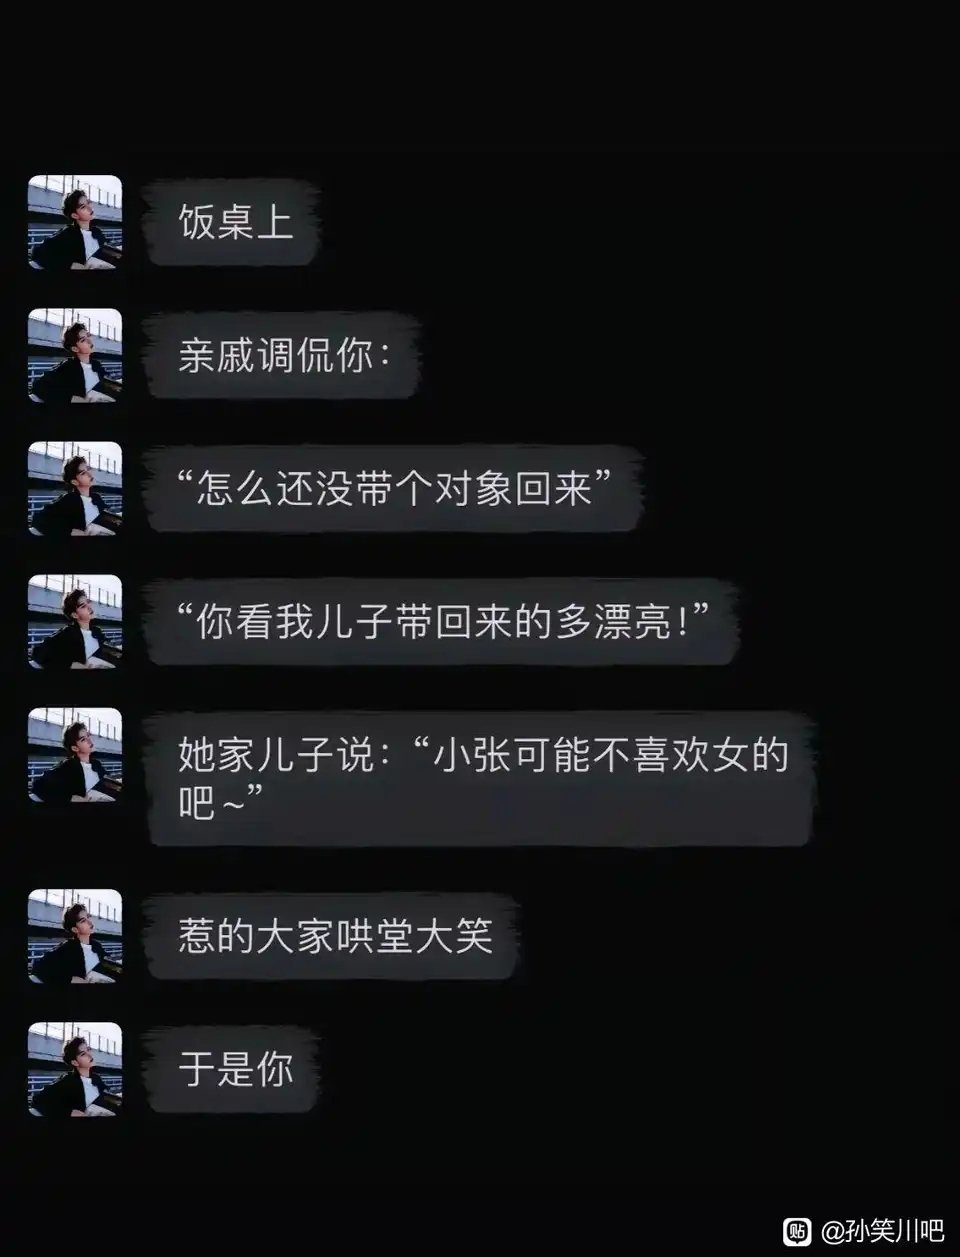 饭桌上
亲戚调侃你：
“怎么还没带个对象回来”
“你看我儿子带回来的多漂亮！”
她家儿子说：“小张可能不喜欢女的
吧～”
惹的大家哄堂大笑
于是你
贴 @孙笑川吧